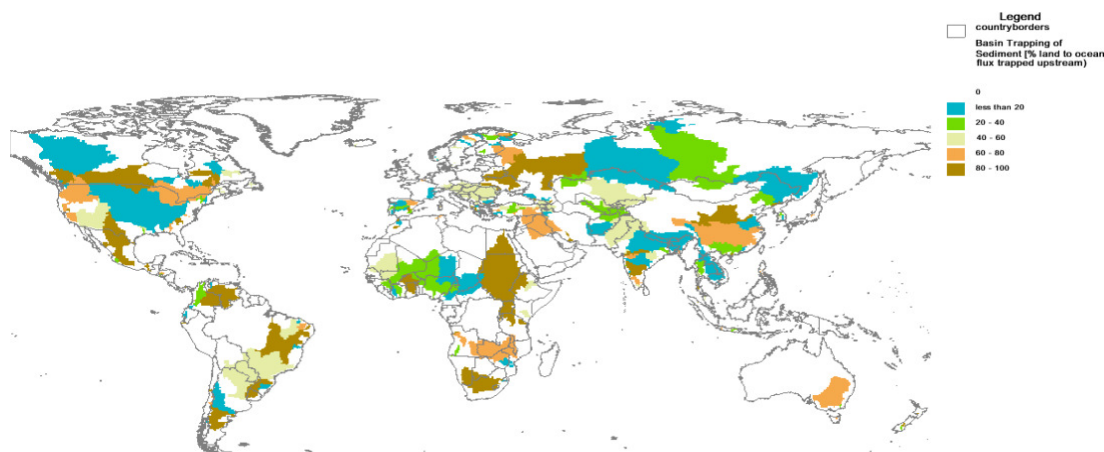 Legend
countryborders
Basin Trapping of
Sediment [% land to ocean
flux trapped upstream)
0
less than 20
20 - 40
40 - 60
60 - 80
80 - 100